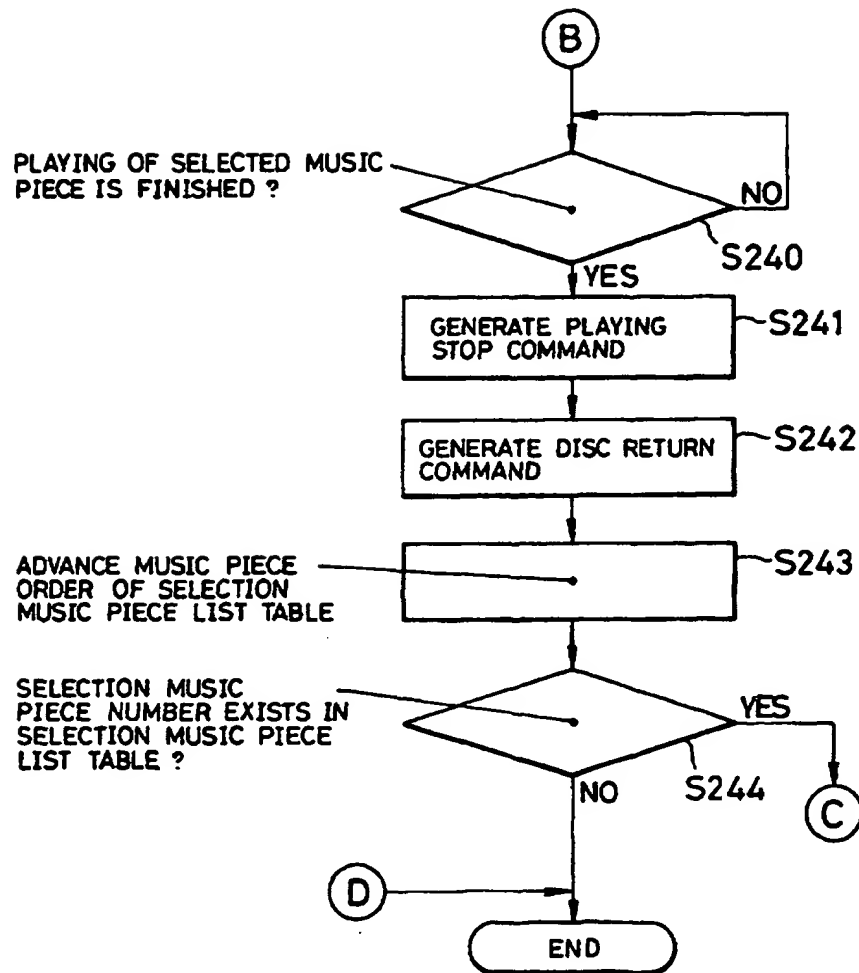 B
PLAYING OF SELECTED MUSIC
PIECE IS FINISHED ?
NO
S240
YES
GENERATE PLAYING
STOP COMMAND
S241
GENERATE DISC RETURN
COMMAND
S242
ADVANCE MUSIC PIECE
ORDER OF SELECTION
MUSIC PIECE LIST TABLE
S243
SELECTION MUSIC
PIECE NUMBER EXISTS IN
SELECTION MUSIC PIECE
LIST TABLE ?
YES
S244
NO
C
D
END